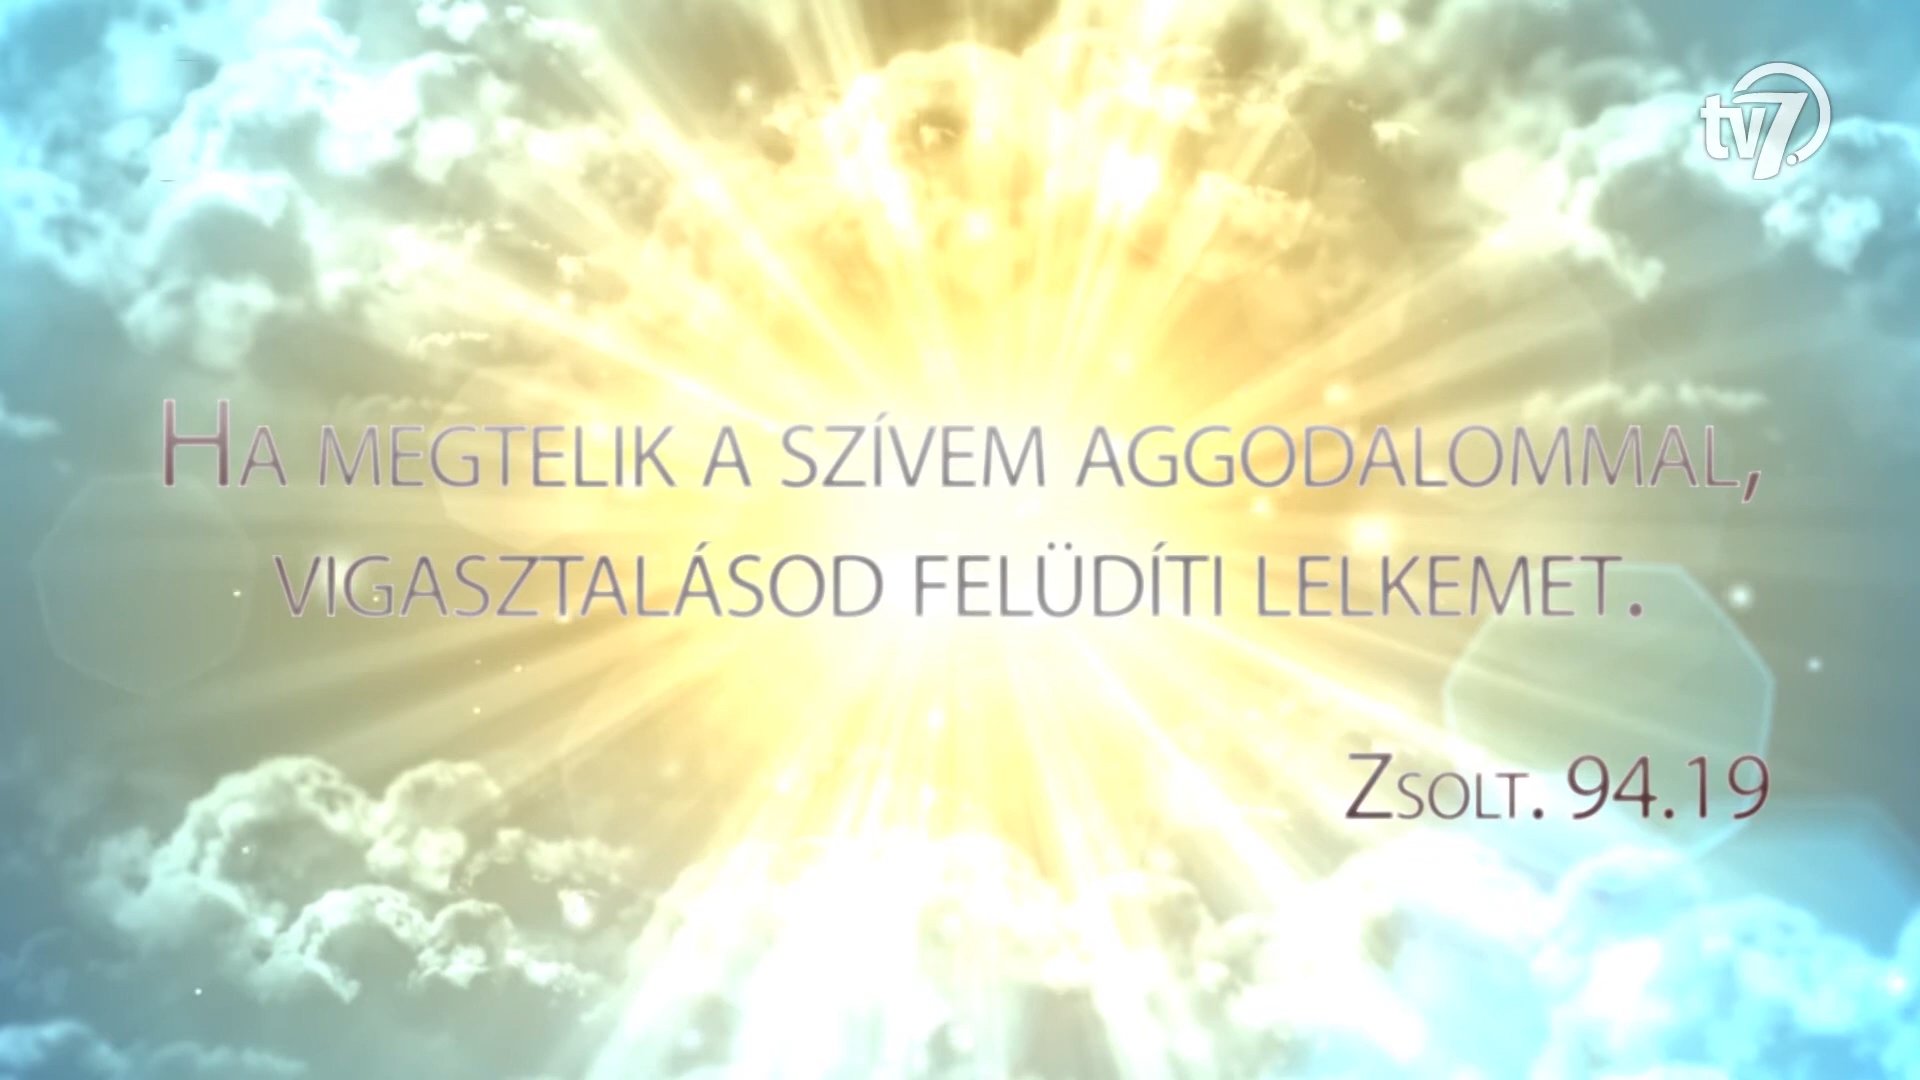 tv7
Ha megtelik a szívem aggodalommal,
vigasztalásod felüdíti lelkemet.
Zsolt. 94.19